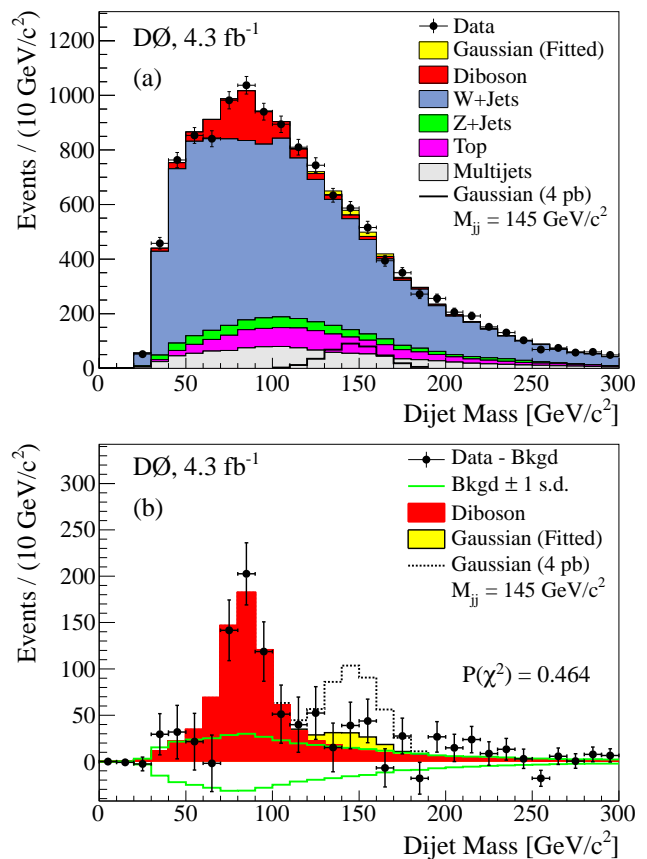 DØ, 4.3 fb⁻¹
(a)
Data
Gaussian (Fitted)
Diboson
W+Jets
Z+Jets
Top
Multijets
Gaussian (4 pb)
M_jj = 145 GeV/c²
Events / (10 GeV/c²)
1200
1000
800
600
400
200
0
0 50 100 150 200 250 300
Dijet Mass [GeV/c²]
DØ, 4.3 fb⁻¹
(b)
Data - Bkgd
Bkgd ± 1 s.d.
Diboson
Gaussian (Fitted)
Gaussian (4 pb)
M_jj = 145 GeV/c²
P(χ²) = 0.464
Events / (10 GeV/c²)
300
250
200
150
100
50
0
-50
0 50 100 150 200 250 300
Dijet Mass [GeV/c²]